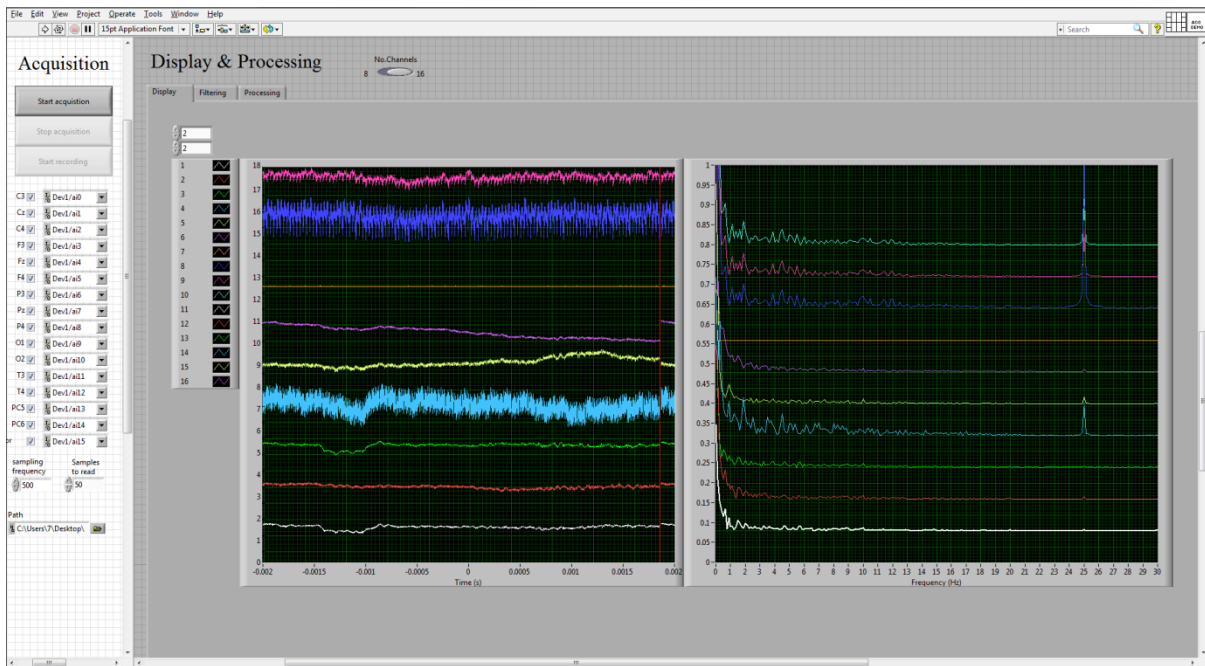 File Edit View Project Operate Tools Window Help
15pt Application Font
Search
ACQ
DEMO
Acquisition
Start acquistion
Stop acquisition
Start recording
C3 Dev1/ai0
Cz Dev1/ai1
C4 Dev1/ai2
F3 Dev1/ai3
Fz Dev1/ai4
F4 Dev1/ai5
P3 Dev1/ai6
Pz Dev1/ai7
P4 Dev1/ai8
O1 Dev1/ai9
O2 Dev1/ai10
T3 Dev1/ai11
T4 Dev1/ai12
PC5 Dev1/ai13
PC6 Dev1/ai14
or Dev1/ai15
sampling Samples
frequency to read
500 50
Path
C:\Users\7\Desktop\
Display & Processing
No.Channels
8 16
Display Filtering Processing
2
2
1
2
3
4
5
6
7
8
9
10
11
12
13
14
15
16
18
17
16
15
14
13
12
11
10
9
8
7
6
5
4
3
2
1
0
-0.002 -0.0015 -0.001 -0.0005 0 0.0005 0.001 0.0015 0.002
Time (s)
1
0.95
0.9
0.85
0.8
0.75
0.7
0.65
0.6
0.55
0.5
0.45
0.4
0.35
0.3
0.25
0.2
0.15
0.1
0.05
0
0 1 2 3 4 5 6 7 8 9 10 11 12 13 14 15 16 17 18 19 20 21 22 23 24 25 26 27 28 29 30
Frequency (Hz)